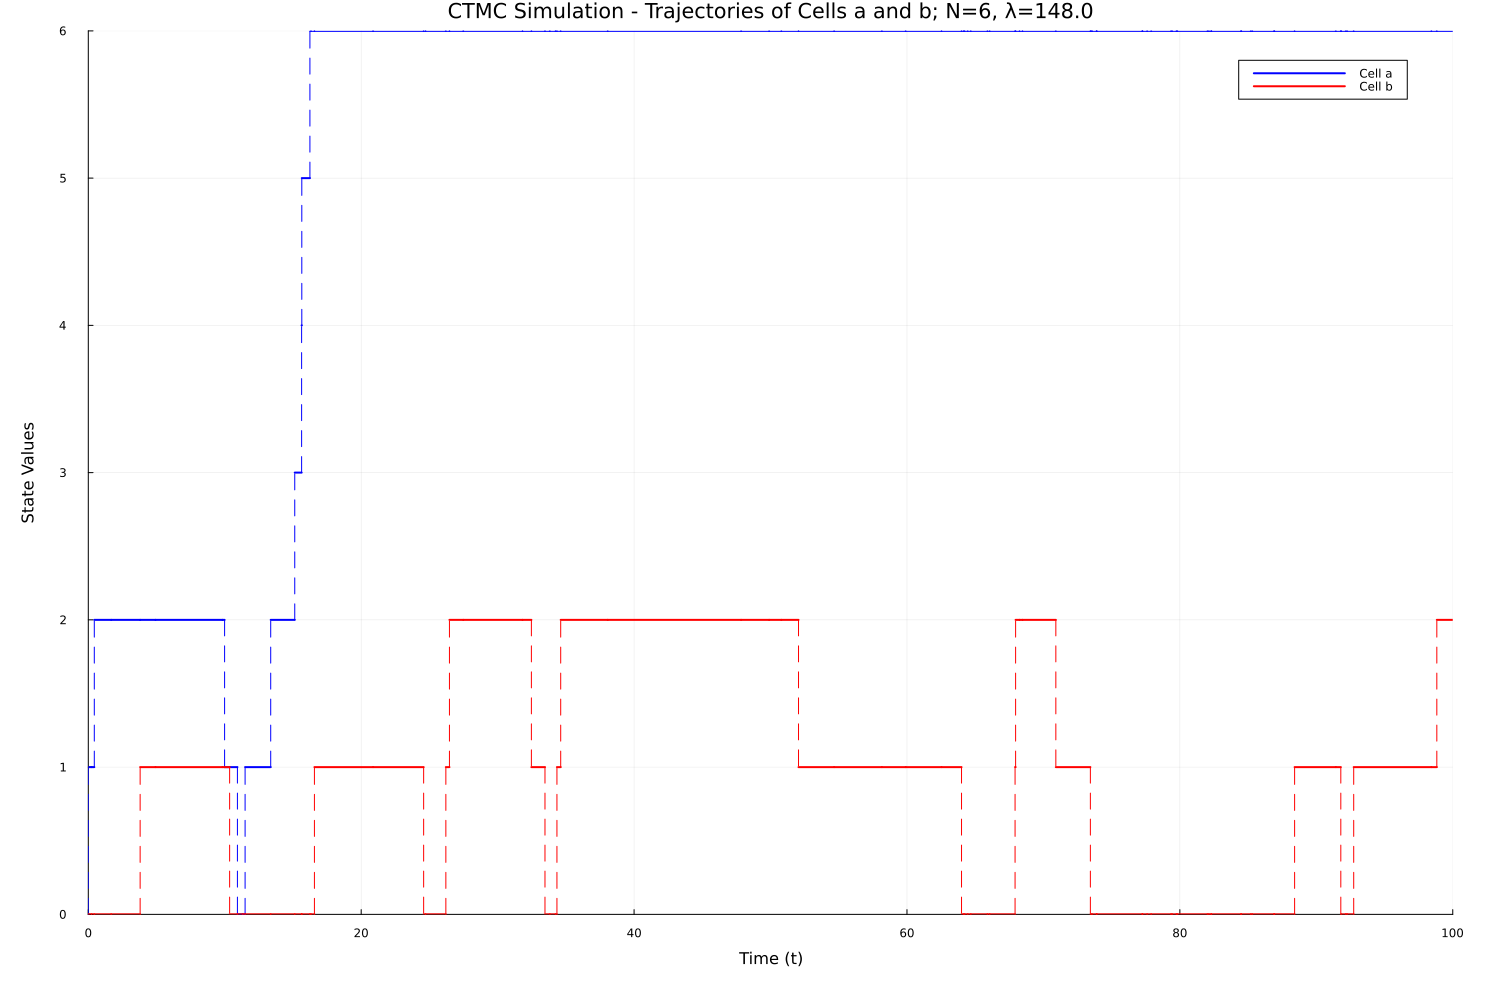 CTMC Simulation - Trajectories of Cells a and b; N=6, λ=148.0
6
Cell a
Cell b
5
4
State Values
3
2
1
0
0 20 40 60 80 100
Time (t)